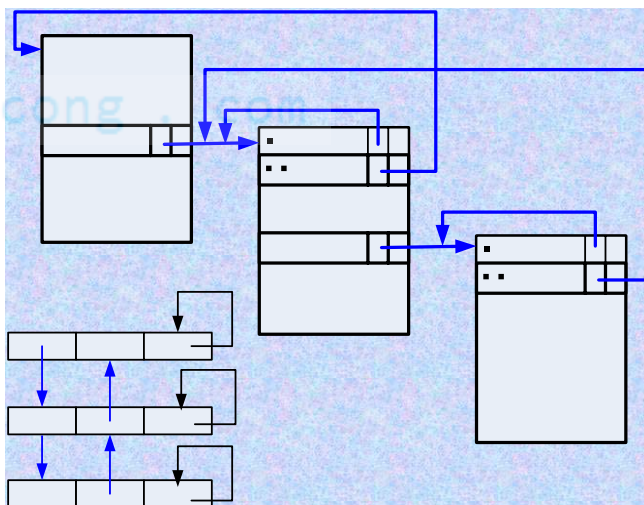 cong . com
.
. .
.
. .